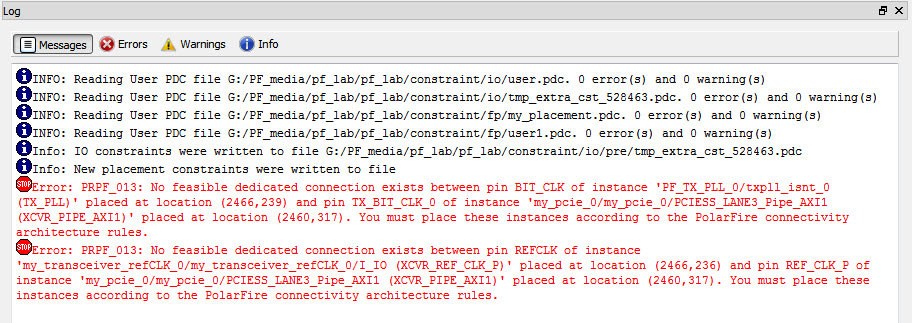 Log
Messages Errors Warnings Info
INFO: Reading User PDC file G:/PF_media/pf_lab/pf_lab/constraint/io/user.pdc. 0 error(s) and 0 warning(s)
INFO: Reading User PDC file G:/PF_media/pf_lab/pf_lab/constraint/io/tmp_extra_cst_528463.pdc. 0 error(s) and 0 warning(s)
INFO: Reading User PDC file G:/PF_media/pf_lab/pf_lab/constraint/fp/my_placement.pdc. 0 error(s) and 0 warning(s)
INFO: Reading User PDC file G:/PF_media/pf_lab/pf_lab/constraint/fp/user1.pdc. 0 error(s) and 0 warning(s)
Info: IO constraints were written to file G:/PF_media/pf_lab/pf_lab/constraint/io/pre/tmp_extra_cst_528463.pdc
Info: New placement constraints were written to file
STOP Error: PRPF_013: No feasible dedicated connection exists between pin BIT_CLK of instance 'PF_TX_PLL_0/txpll_isnt_0
(TX_PLL)' placed at location (2466,239) and pin TX_BIT_CLK_0 of instance 'my_pcie_0/my_pcie_0/PCIESS_LANE3_Pipe_AXI1
(XCVR_PIPE_AXI1)' placed at location (2460,317). You must place these instances according to the PolarFire connectivity
architecture rules.
STOP Error: PRPF_013: No feasible dedicated connection exists between pin REFCLK of instance
'my_transceiver_refCLK_0/my_transceiver_refCLK_0/I_IO (XCVR_REF_CLK_P)' placed at location (2466,236) and pin REF_CLK_P of
instance 'my_pcie_0/my_pcie_0/PCIESS_LANE3_Pipe_AXI1 (XCVR_PIPE_AXI1)' placed at location (2460,317). You must place these
instances according to the PolarFire connectivity architecture rules.